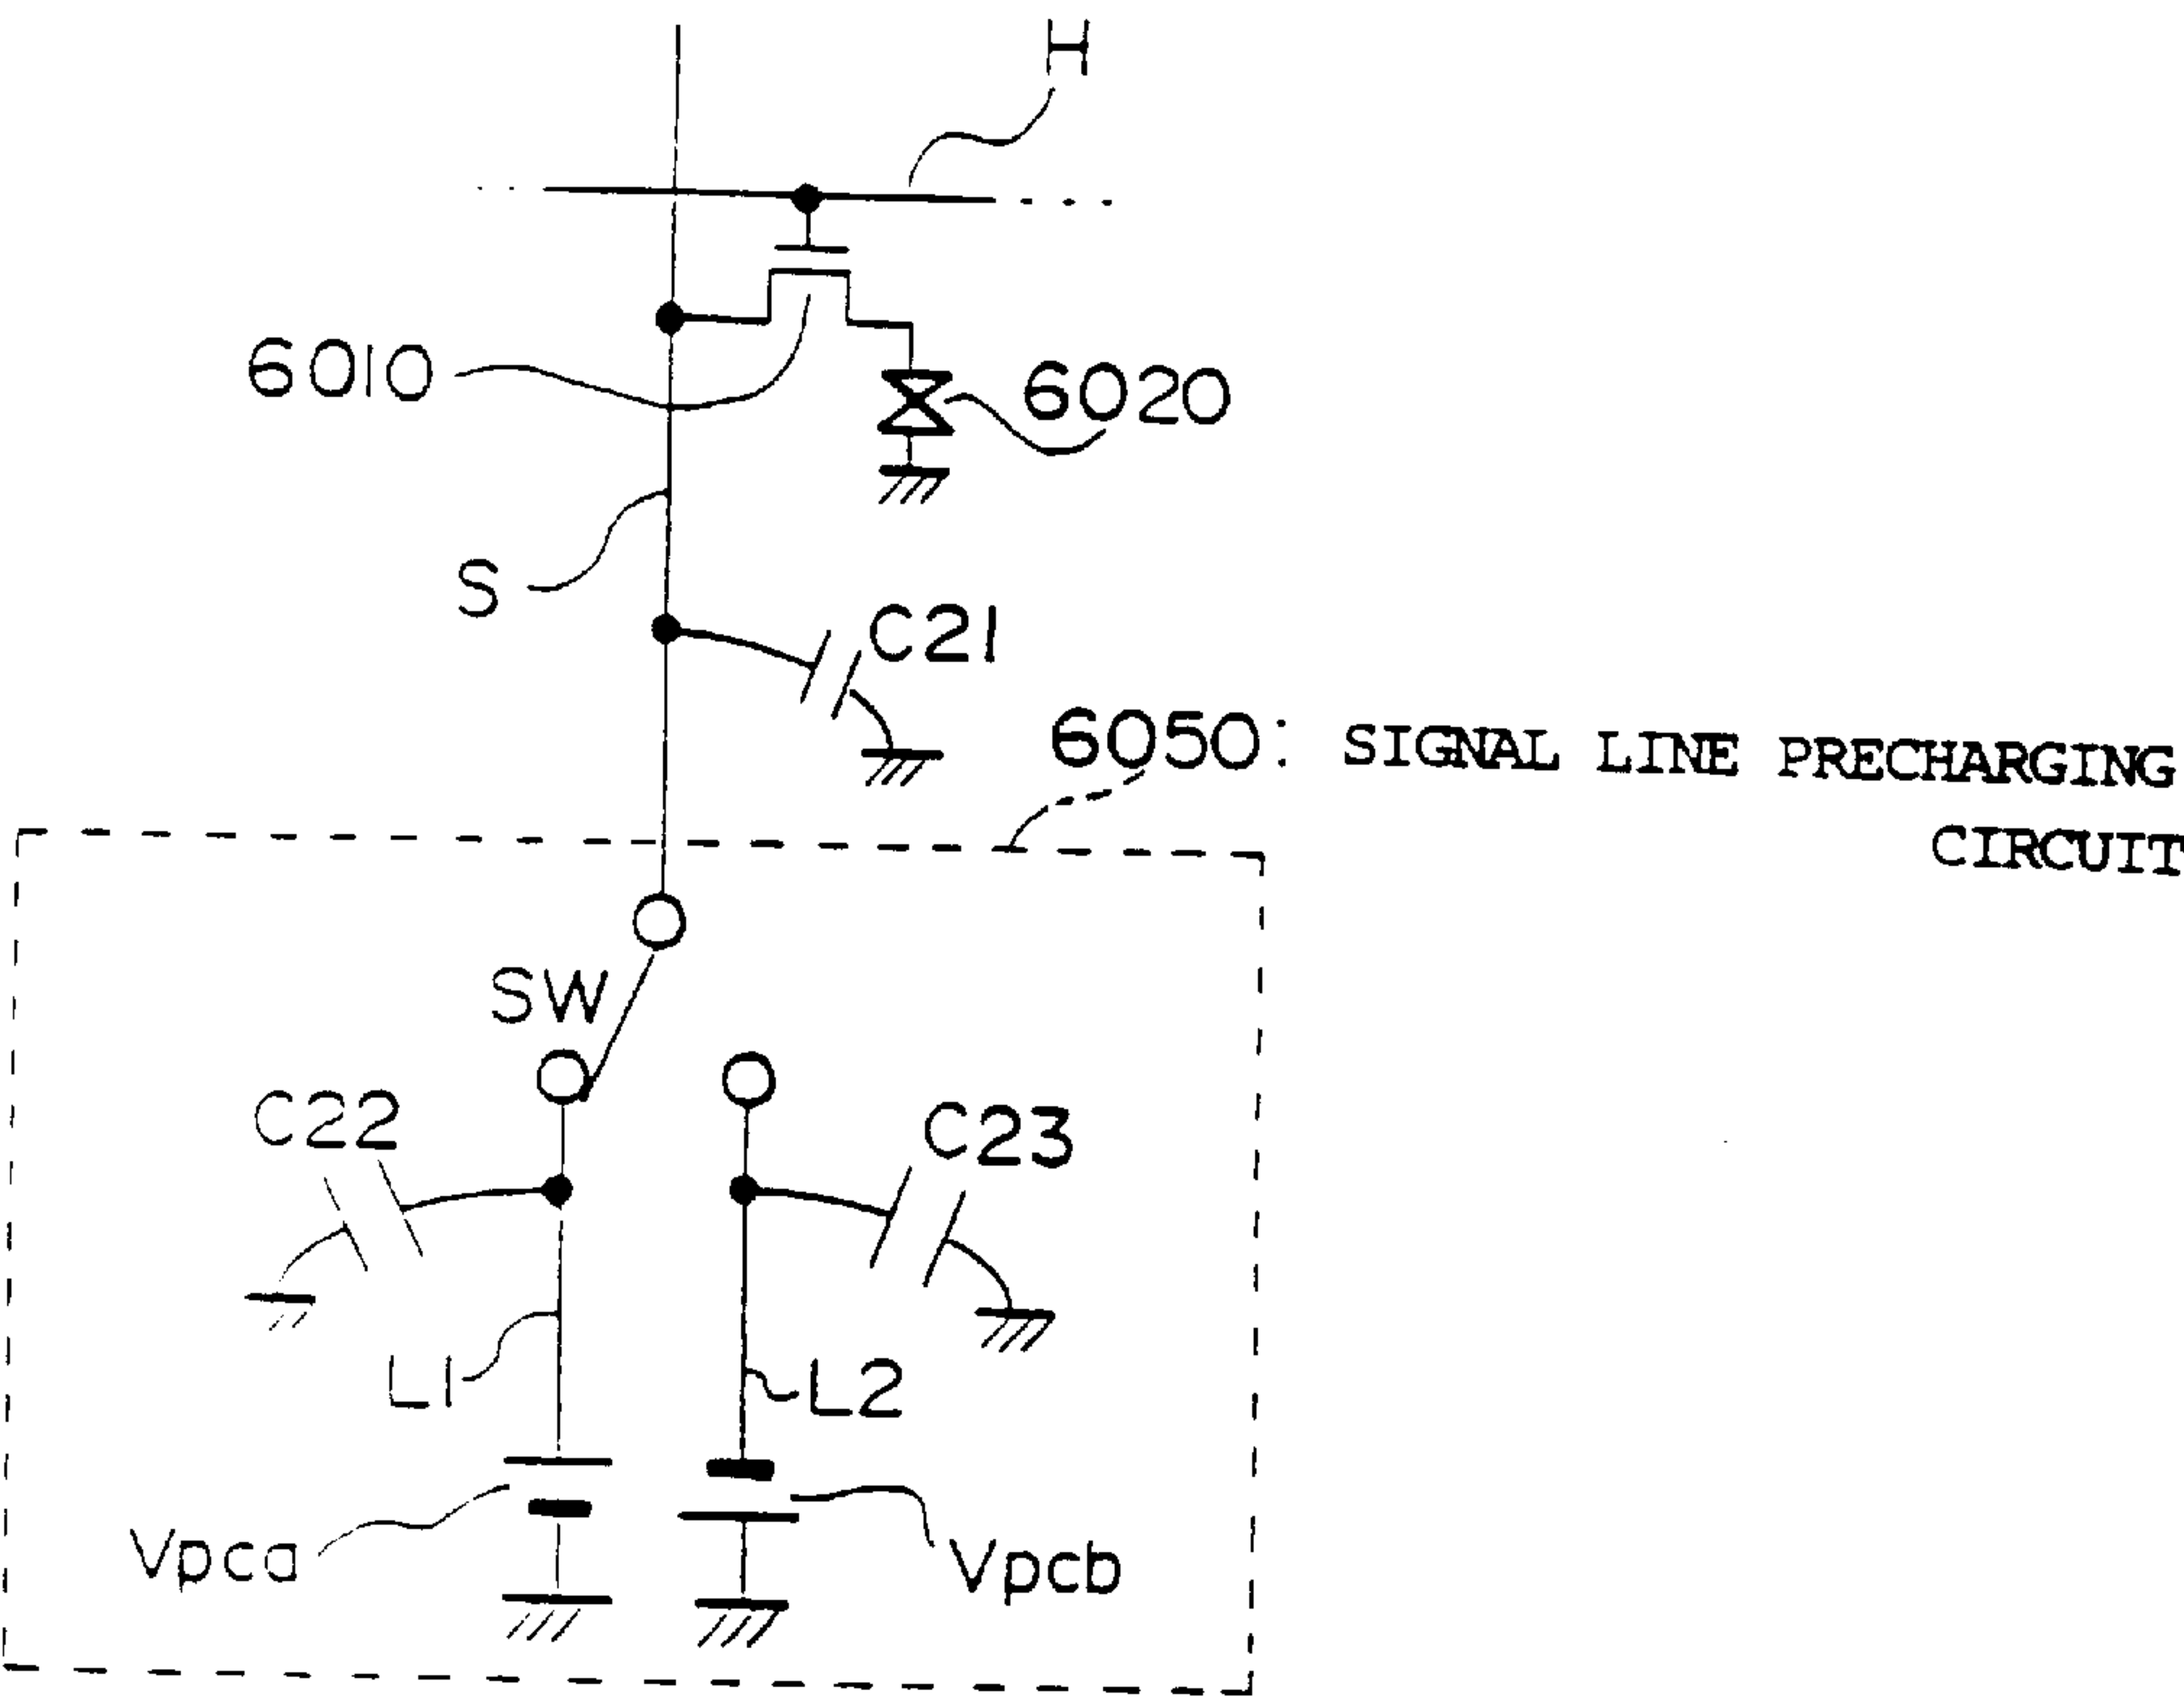 H
6010
6020
S
C21
6050: SIGNAL LINE PRECHARGING
CIRCUIT
SW
C22
C23
L1
L2
Vpca
Vpcb